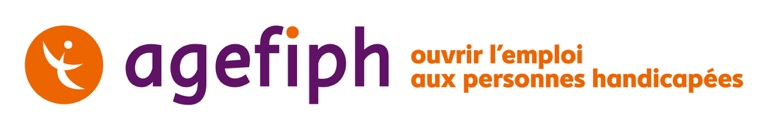 agefiph
ouvrir l'emploi
aux personnes handicapées